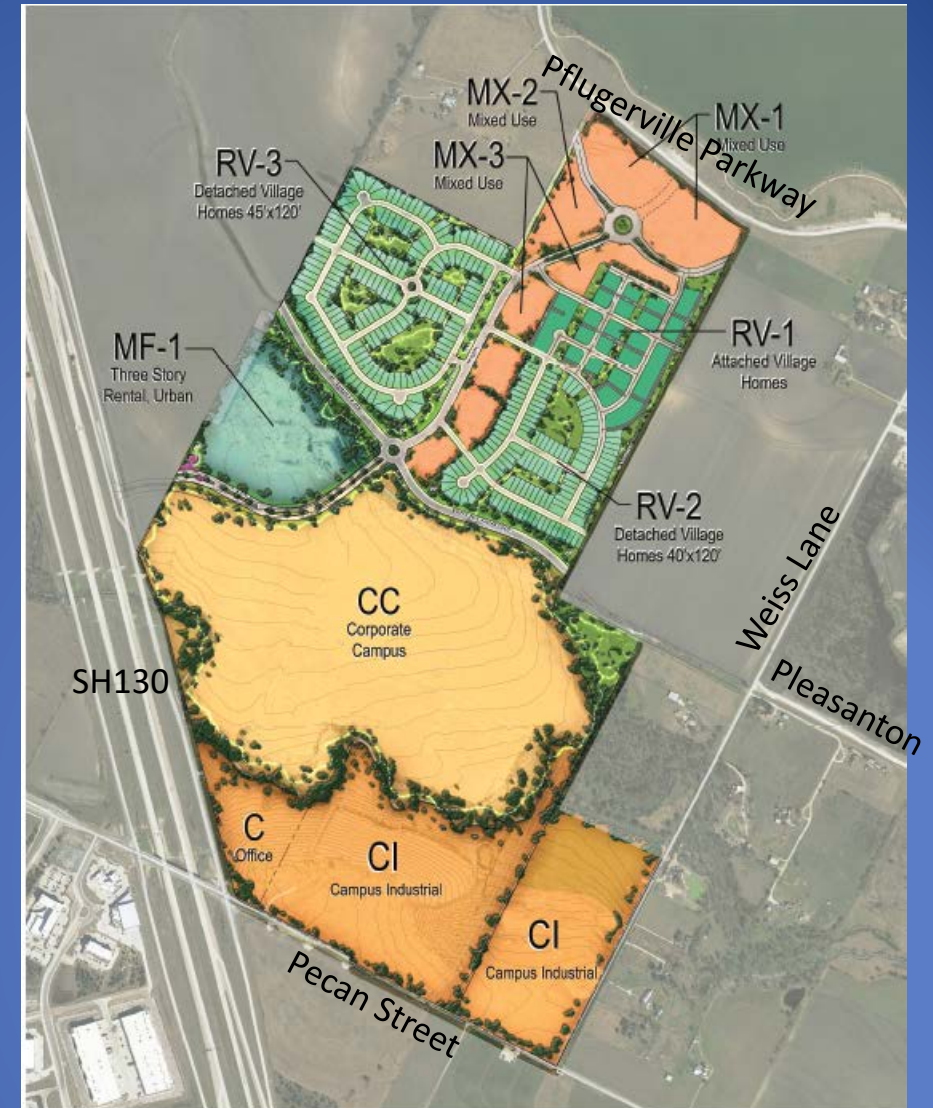 Pflugerville Parkway
MX-2
Mixed Use
MX-1
Mixed Use
MX-3
Mixed Use
RV-3
Detached Village
Homes 45'x120'
RV-1
Attached Village
Homes
MF-1
Three Story
Rental, Urban
RV-2
Detached Village
Homes 40'x120'
Weiss Lane
CC
Corporate
Campus
SH130
Pleasanton
C
Office
CI
Campus Industrial
CI
Campus Industrial
Pecan Street